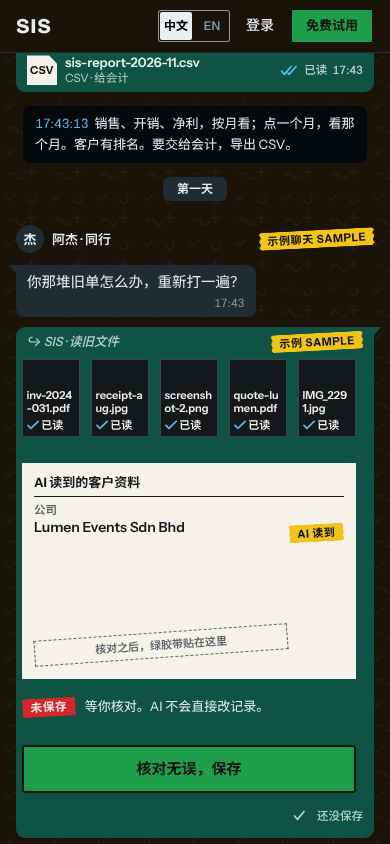 SIS
中文 EN
登录
免费试用
CSV
sis-report-2026-11.csv
CSV·给会计
已读 17:43
17:43:13 销售、开销、净利，按月看；点一个月，看那
个月。客户有排名。要交给会计，导出 CSV。
第一天
杰
阿杰·同行
示例聊天 SAMPLE
你那堆旧单怎么办，重新打一遍？
17:43
SIS·读旧文件
示例 SAMPLE
inv-2024
-031.pdf
已读
receipt-a
ug.jpg
已读
screensh
ot-2.png
已读
quote-lu
men.pdf
已读
IMG_229
1.jpg
已读
AI 读到的客户资料
公司
Lumen Events Sdn Bhd
AI 读到
核对之后，绿胶带贴在这里
未保存
等你核对。AI 不会直接改记录。
核对无误，保存
还没保存